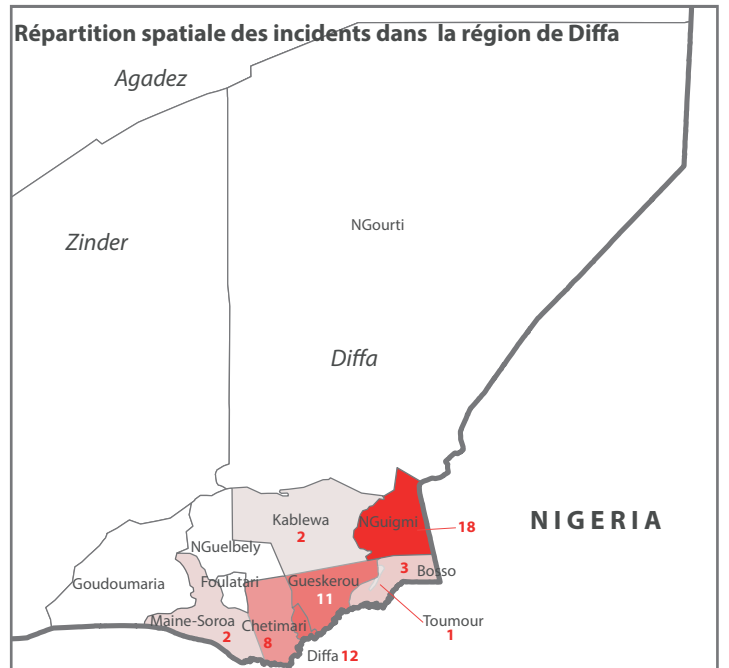 Répartition spatiale des incidents dans la région de Diffa
Agadez
Zinder
NGourti
Diffa
NIGERIA
Kablewa
2
NGuigmi
18
NGuelbely
Goudoumaria
Foulatari
Gueskerou
11
3
Bosso
Maine-Soroa
2
Chetimari
8
Toumour
1
Diffa 12